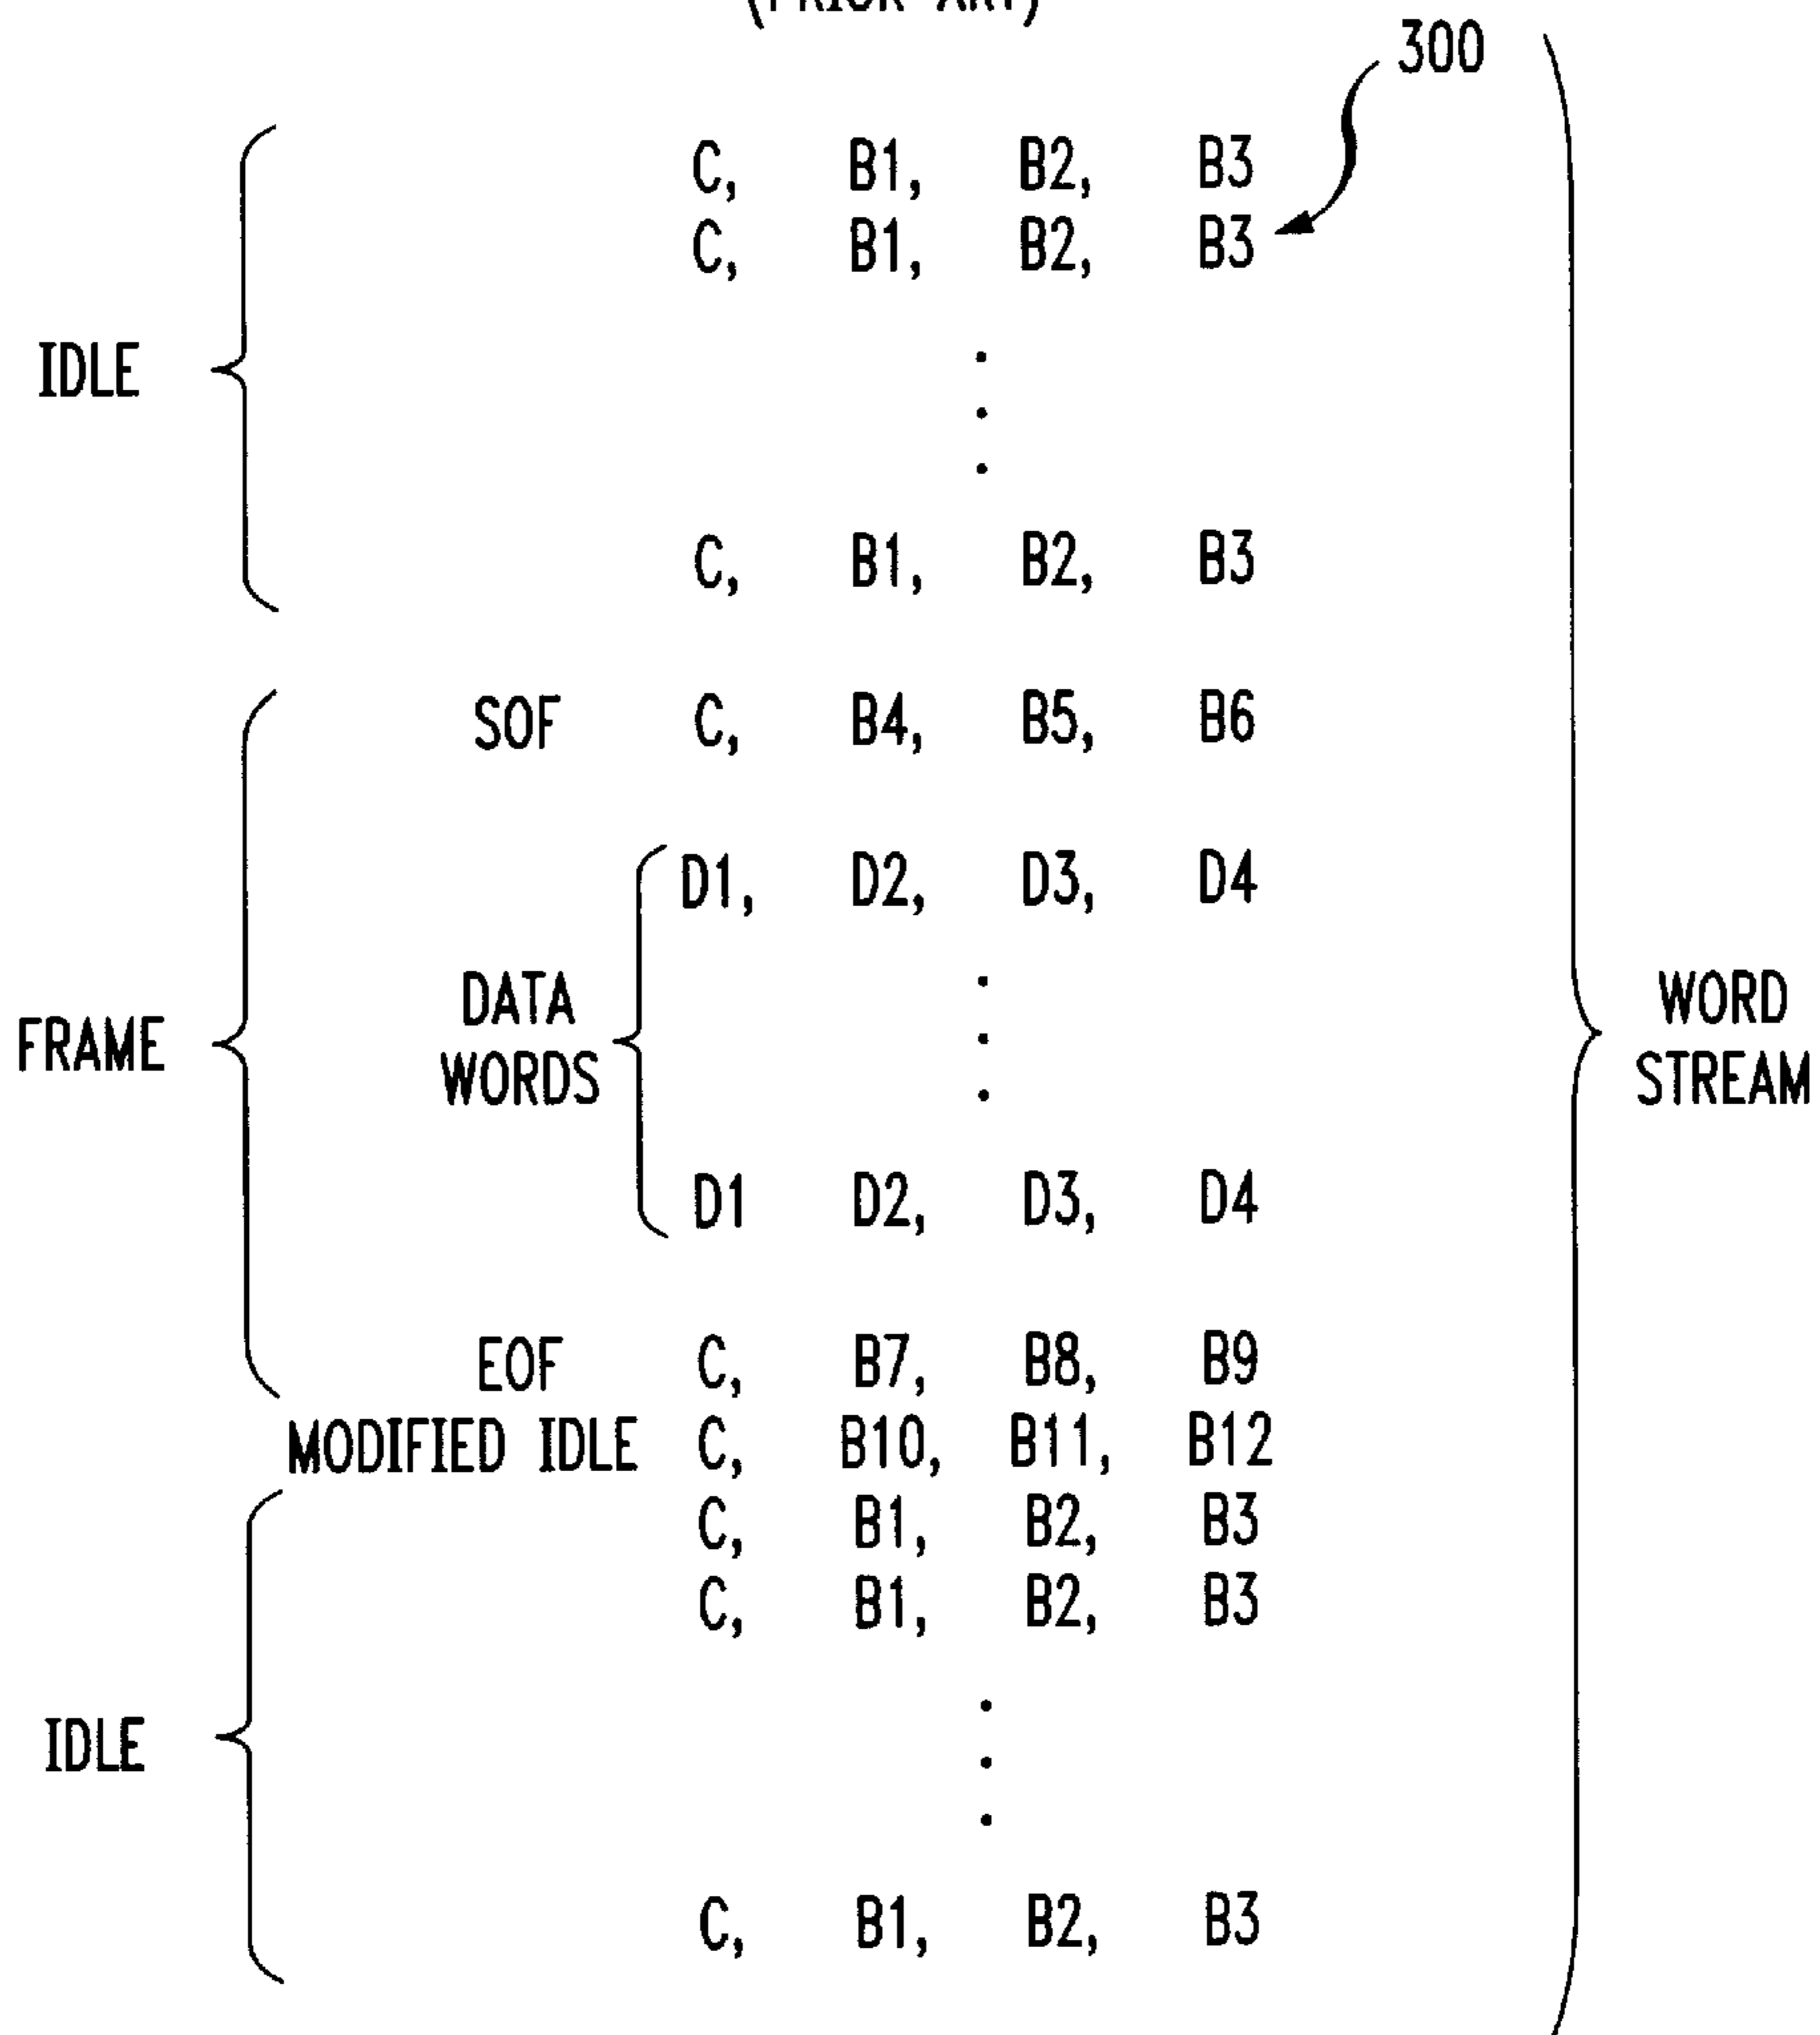 (PRIOR ART)
300
C, B1, B2, B3
C, B1, B2, B3
IDLE
C, B1, B2, B3
SOF C, B4, B5, B6
D1, D2, D3, D4
DATA
WORDS
FRAME
WORD
STREAM
D1 D2, D3, D4
EOF C, B7, B8, B9
MODIFIED IDLE C, B10, B11, B12
C, B1, B2, B3
C, B1, B2, B3
IDLE
C, B1, B2, B3